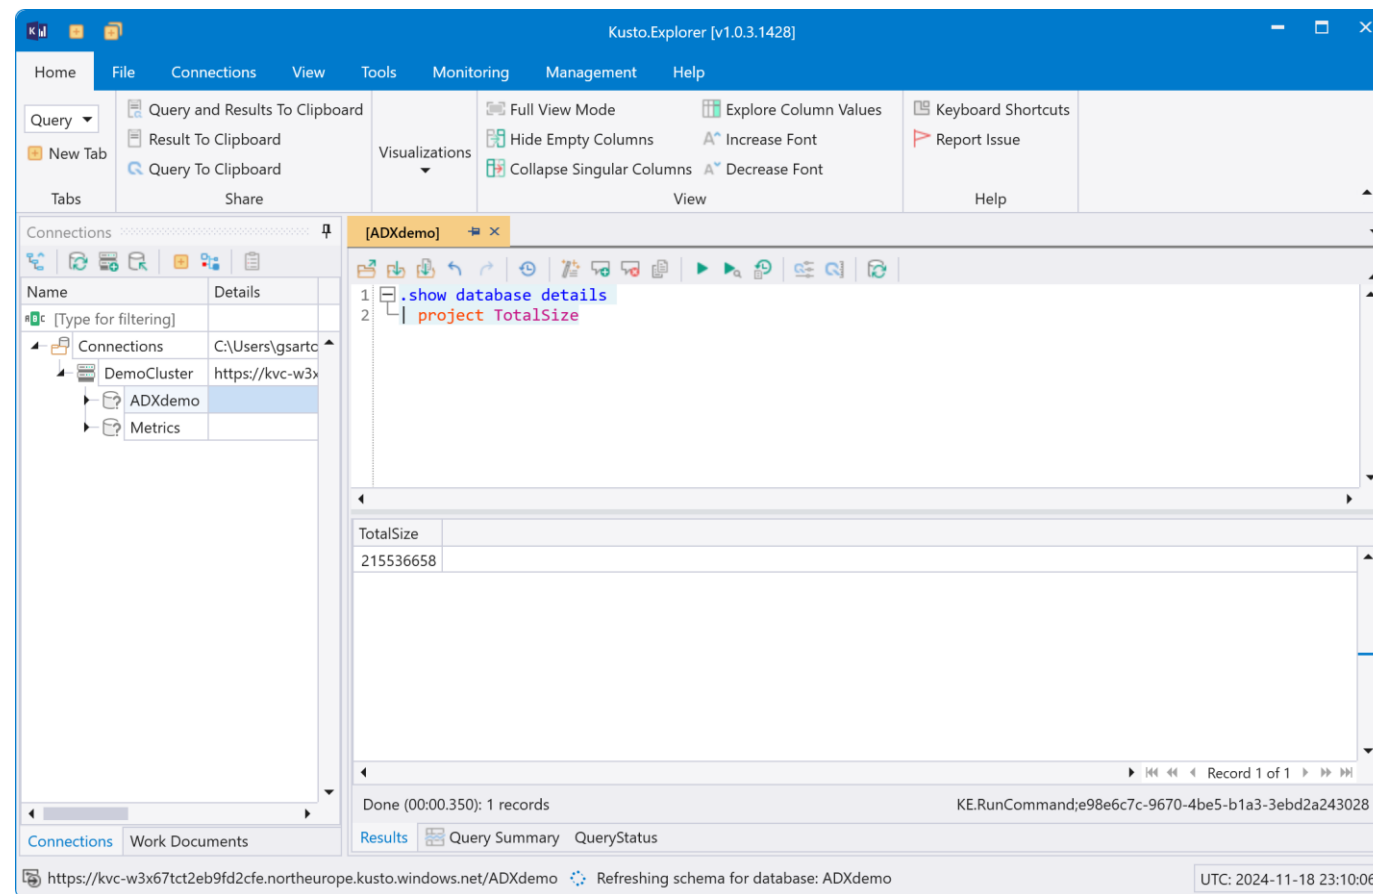 Kusto.Explorer [v1.0.3.1428]
Home File Connections View Tools Monitoring Management Help
Query
New Tab
Tabs
Query and Results To Clipboard
Result To Clipboard
Query To Clipboard
Share
Visualizations
Full View Mode
Hide Empty Columns
Collapse Singular Columns
Explore Column Values
Increase Font
Decrease Font
View
Keyboard Shortcuts
Report Issue
Help
Connections
Name Details
[Type for filtering]
Connections C:\Users\gsartc
DemoCluster https://kvc-w3x
ADXdemo
Metrics
Connections Work Documents
[ADXdemo]
1 .show database details
2 | project TotalSize
TotalSize
215536658
Record 1 of 1
Done (00:00.350): 1 records KE.RunCommand;e98e6c7c-9670-4be5-b1a3-3ebd2a243028
Results Query Summary QueryStatus
https://kvc-w3x67tct2eb9fd2cfe.northeurope.kusto.windows.net/ADXdemo Refreshing schema for database: ADXdemo UTC: 2024-11-18 23:10:06